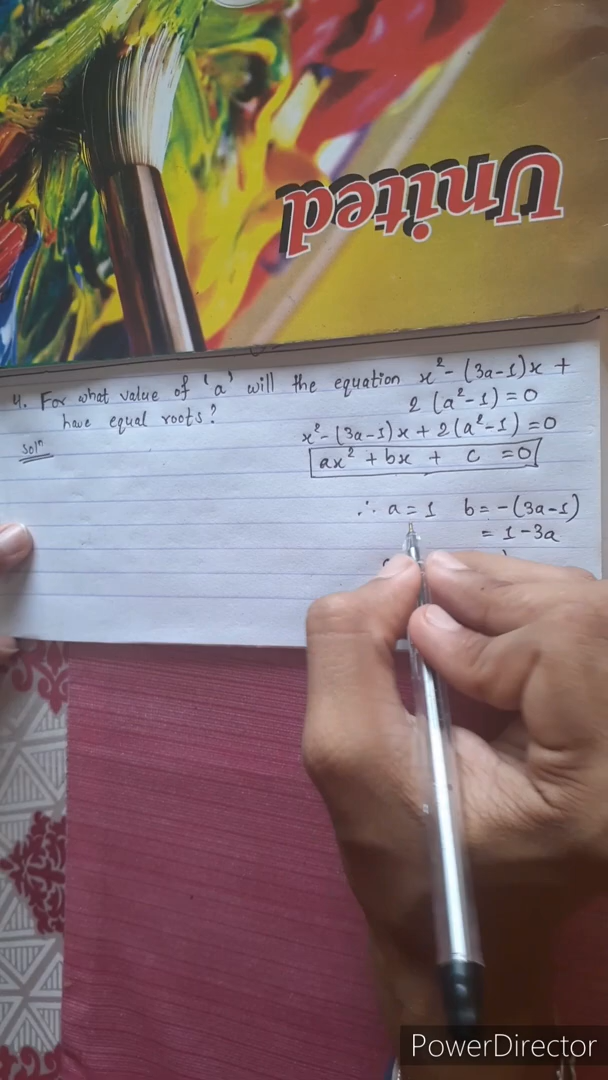 United
4. For what value of 'a' will the equation x² - (3a-1)x +
2 (a²-1) = 0
have equal roots?
Solⁿ
x² - (3a-1)x + 2(a²-1) = 0
ax² + bx + c = 0
∴ a = 1 b = -(3a-1)
= 1 - 3a
PowerDirector